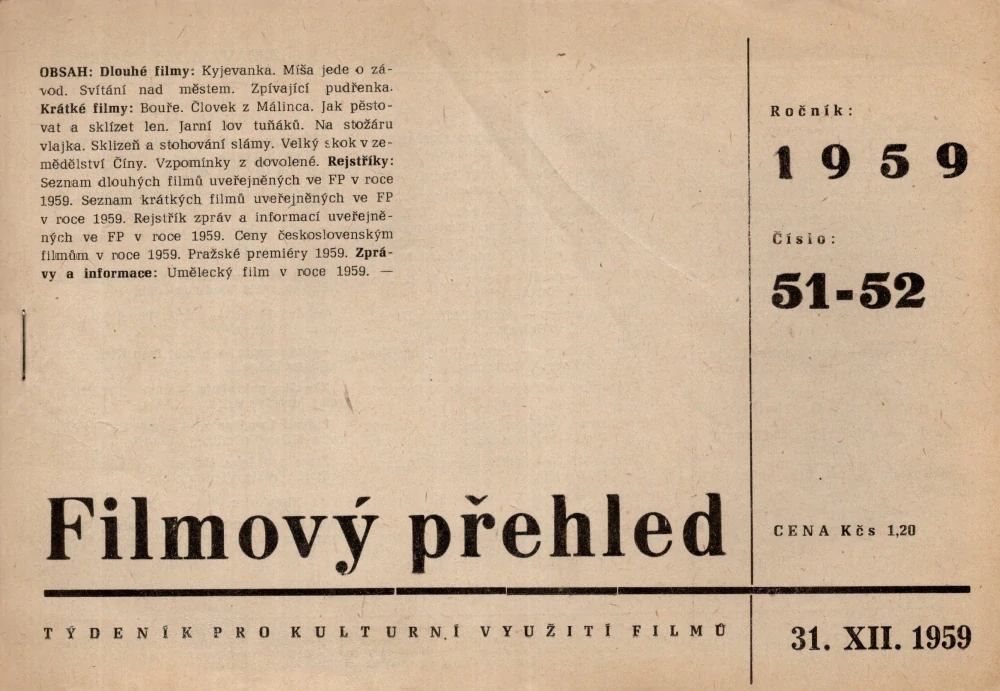 OBSAH: Dlouhé filmy: Kyjevanka. Míša jede o zá-
vod. Svítání nad městem. Zpívající pudřenka.
Krátké filmy: Bouře. Človek z Málinca. Jak pěsto-
vat a sklízet len. Jarní lov tuňáků. Na stožáru
vlajka. Sklizeň a stohování slámy. Velký skok v ze-
mědělství Číny. Vzpomínky z dovolené. Rejstříky:
Seznam dlouhých filmů uveřejněných ve FP v roce
1959. Seznam krátkých filmů uveřejněných ve FP
v roce 1959. Rejstřík zpráv a informací uveřejně-
ných ve FP v roce 1959. Ceny československým
filmům v roce 1959. Pražské premiéry 1959. Zprá-
vy a informace: Umělecký film v roce 1959. —
Ročník:
1959
Číslo:
51-52
Filmový přehled
CENA Kčs 1,20
TÝDENÍK PRO KULTURNÍ VYUŽITÍ FILMŮ
31. XII. 1959